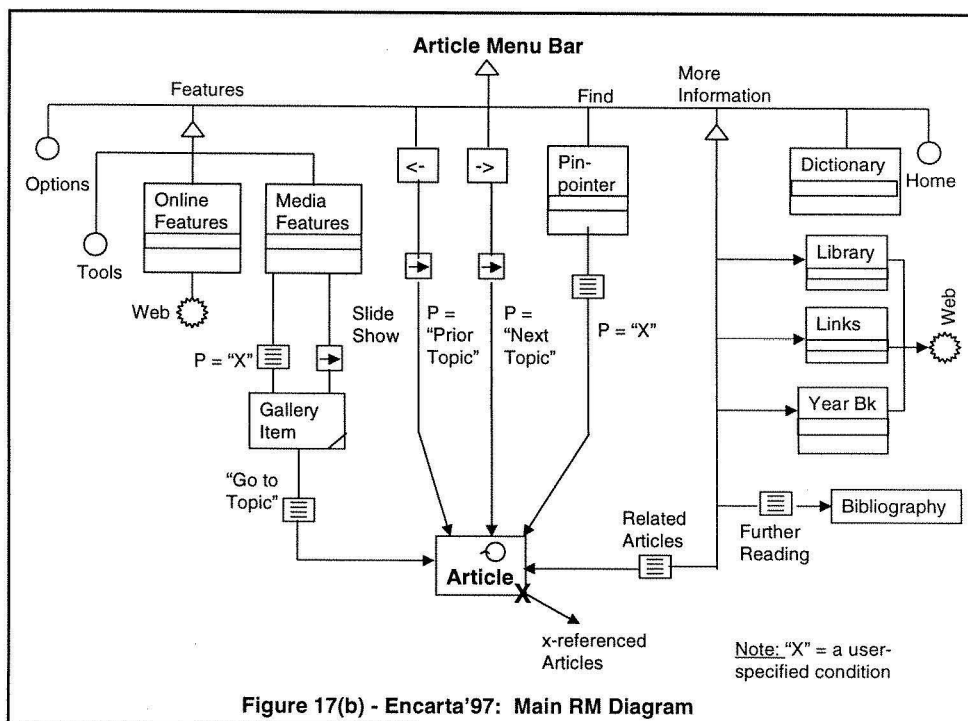 Article Menu Bar
Features
Find
More
Information
Options
Tools
Online
Features
Media
Features
<-
->
Pin-
pointer
Dictionary
Home
Web
Slide
Show
P = "X"
P =
"Prior
Topic"
P =
"Next
Topic"
P = "X"
Library
Links
Year Bk
Web
Gallery
Item
"Go to
Topic"
Related
Articles
Further
Reading
Bibliography
Article
X
x-referenced
Articles
Note: "X" = a user-
specified condition
Figure 17(b) - Encarta'97: Main RM Diagram